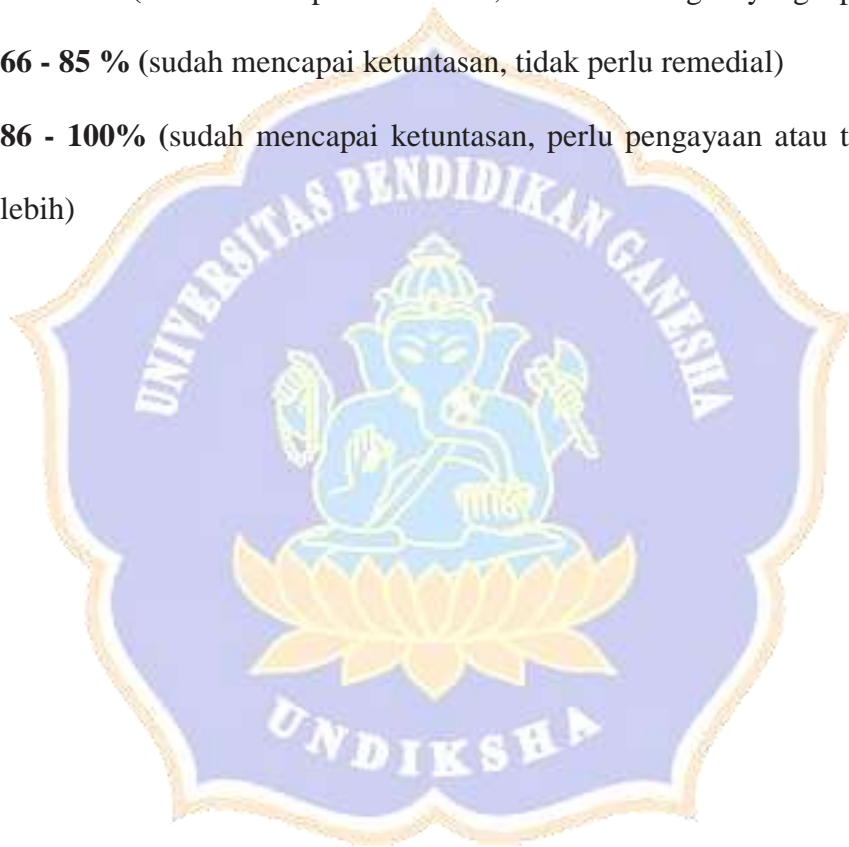 66 - 85 % (sudah mencapai ketuntasan, tidak perlu remedial)
86 - 100% (sudah mencapai ketuntasan, perlu pengayaan atau t
lebih)
UNIVERSITAS PENDIDIKAN GANESHA
UNDIKSHA